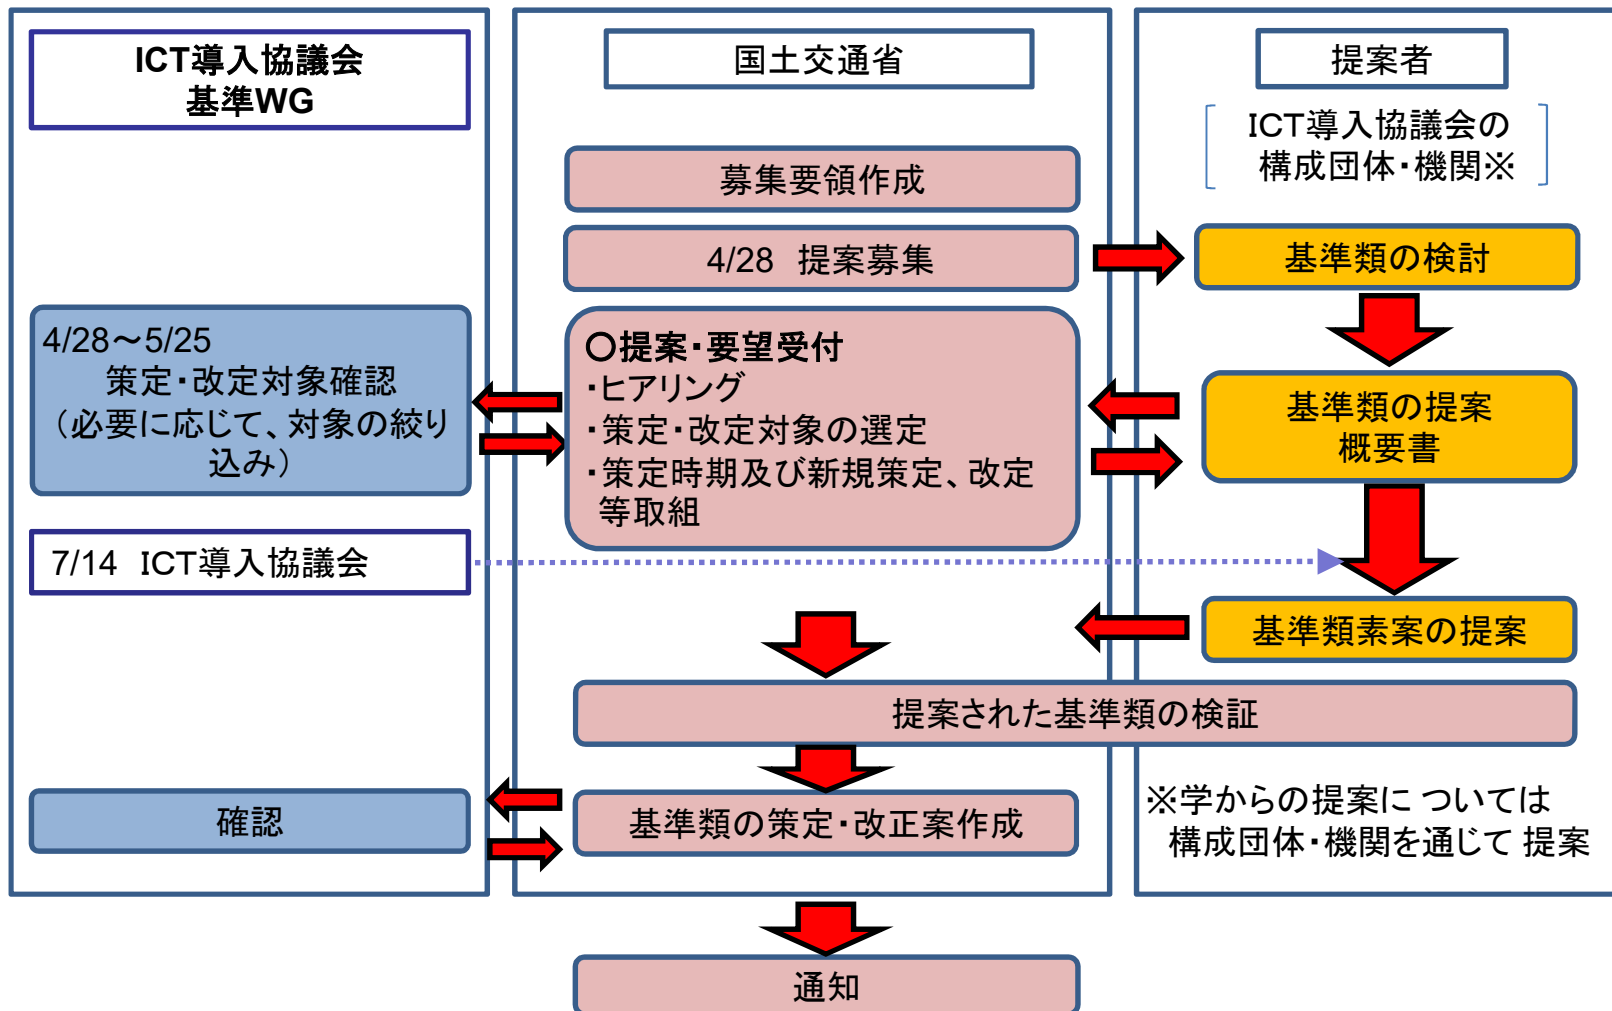 ICT導入協議会
基準WG
国土交通省
提案者
ICT導入協議会の
構成団体・機関※
募集要領作成
4/28 提案募集
基準類の検討
4/28～5/25
策定・改定対象確認
（必要に応じて、対象の絞り
込み）
〇提案・要望受付
・ヒアリング
・策定・改定対象の選定
・策定時期及び新規策定、改定
等取組
基準類の提案
概要書
7/14 ICT導入協議会
基準類素案の提案
提案された基準類の検証
確認
基準類の策定・改正案作成
※学からの提案に ついては
構成団体・機関を通じて 提案
通知